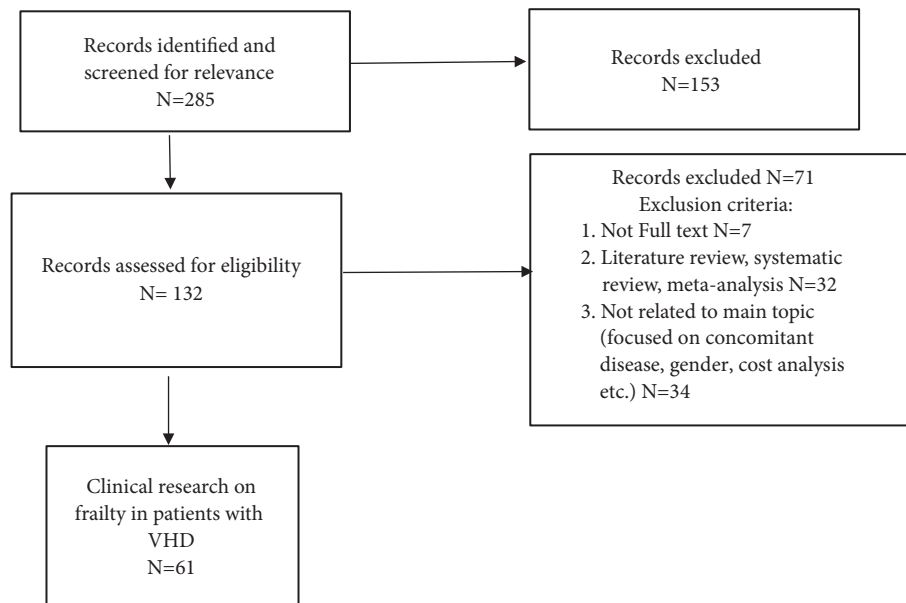 Records identified and
screened for relevance
N=285
Records excluded
N=153
Records assessed for eligibility
N= 132
Records excluded N=71
Exclusion criteria:
1. Not Full text N=7
2. Literature review, systematic
review, meta-analysis N=32
3. Not related to main topic
(focused on concomitant
disease, gender, cost analysis
etc.) N=34
Clinical research on
frailty in patients with
VHD
N=61